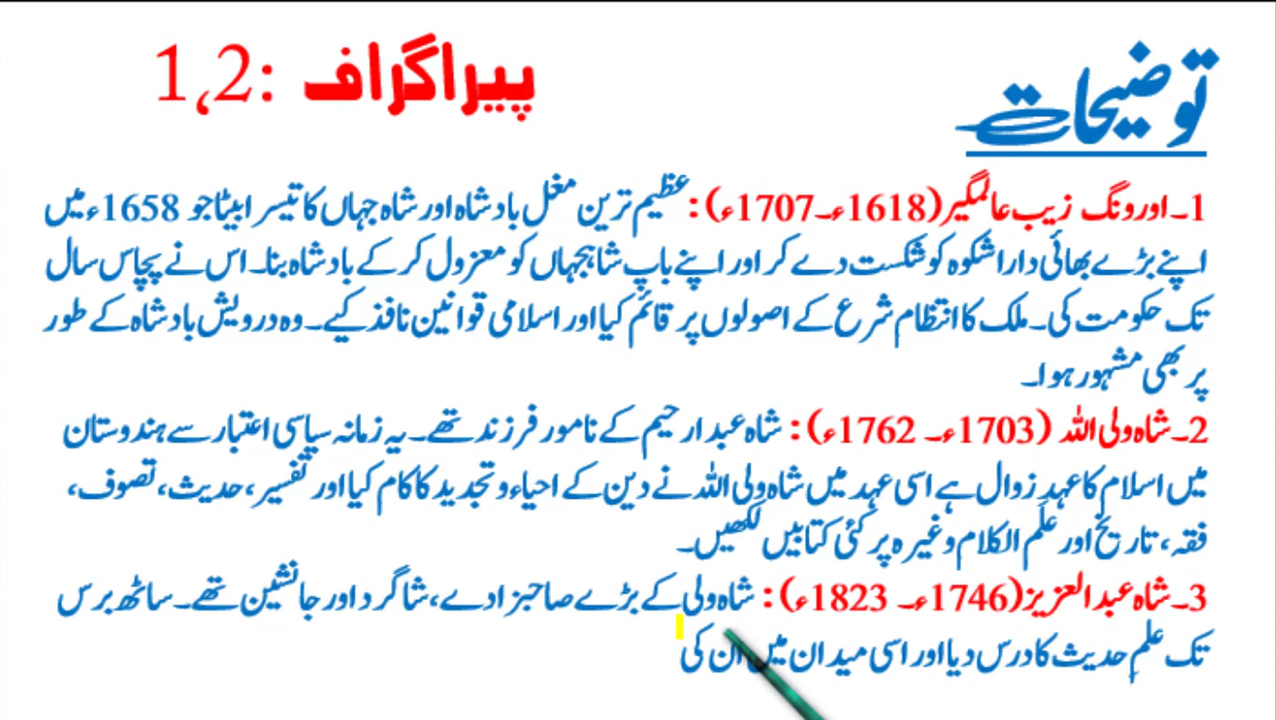 توضیحات
پیراگراف :1،2
1۔اورونگ زیب عالمگیر(1618ء۔1707ء): عظیم ترین مغل بادشاہ اور شاہ جہاں کا تیسرا بیٹا جو 1658ء میں
اپنے بڑے بھائی داراشکوہ کو شکست دے کر اور اپنے باپ شاہجہاں کو معزول کر کے بادشاہ بنا۔اس نے پچاس سال
تک حکومت کی۔ملک کا انتظام شرع کے اصولوں پر قائم کیا اور اسلامی قوانین نافذ کیے۔وہ درویش بادشاہ کے طور
پر بھی مشہور ہوا۔
2۔شاہ ولی اللہ (1703ء۔ 1762ء): شاہ عبدارحیم کے نامور فرزند تھے۔یہ زمانہ سیاسی اعتبار سے ہندوستان
میں اسلام کا عہدِ زوال ہے اسی عہد میں شاہ ولی اللہ نے دین کے احیاء و تجدید کا کام کیا اور تفسیر،حدیث،تصوف،
فقہ،تاریخ اور علم الکلام وغیرہ پر کئی کتابیں لکھیں۔
3۔شاہ عبدالعزیز(1746ء۔ 1823ء): شاہ ولی کے بڑے صاحبزادے،شاگرد اور جانشین تھے۔ساٹھ برس
تک علمِ حدیث کا درس دیا اور اسی میدان میں ان کی